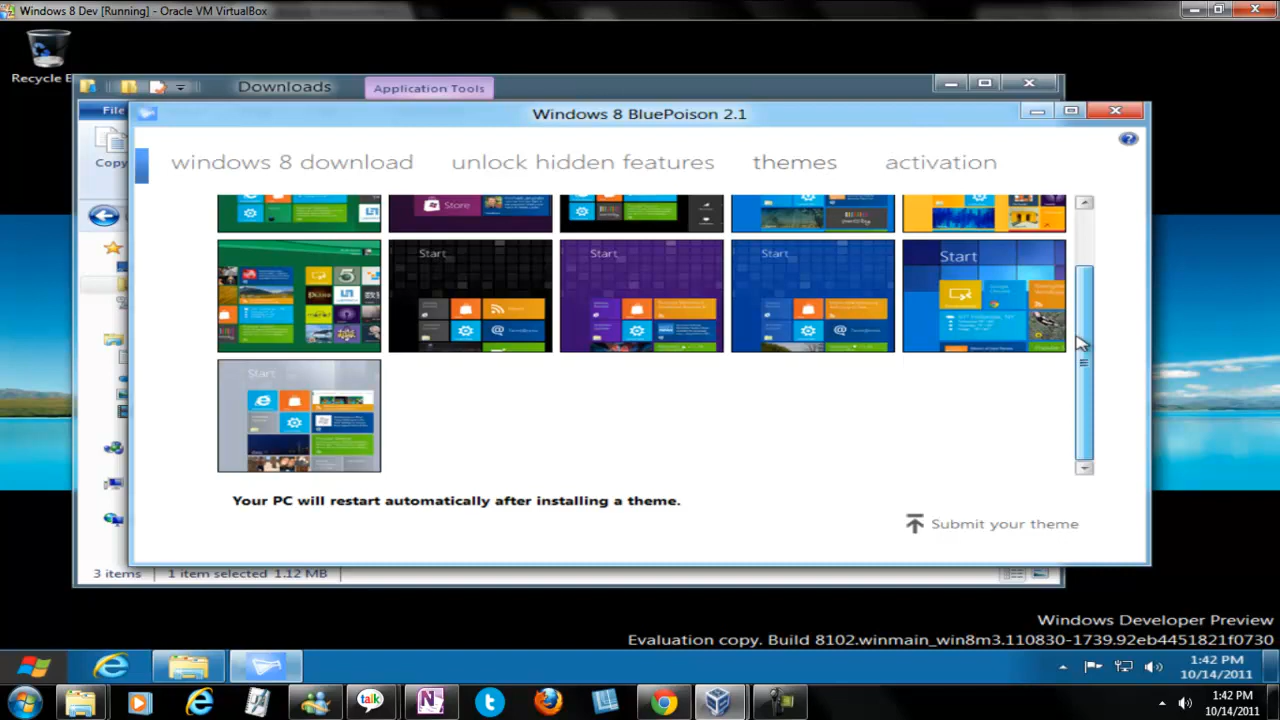 Windows 8 Dev [Running] - Oracle VM VirtualBox
Recycle
Downloads
Application Tools
File
Copy
Windows 8 BluePoison 2.1
windows 8 download
unlock hidden features
themes
activation
Store
Start
Start
Start
Start
Start
Your PC will restart automatically after installing a theme.
Submit your theme
3 items
1 item selected 1.12 MB
Windows Developer Preview
Evaluation copy. Build 8102.winmain_win8m3.110830-1739.92eb4451821f0730
1:42 PM
10/14/2011
talk
1:42 PM
10/14/2011